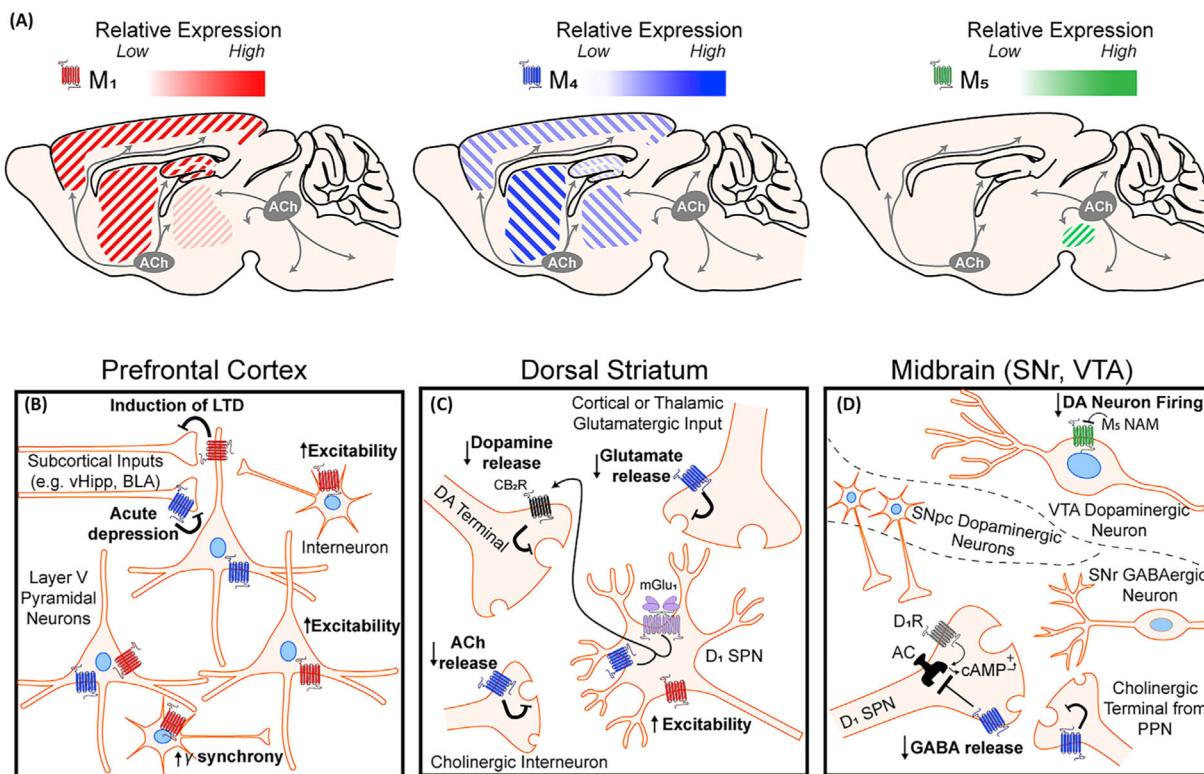 (A)
Relative Expression
Low High
M₁
Relative Expression
Low High
M₄
Relative Expression
Low High
M₅
ACh
ACh
ACh
ACh
ACh
ACh
Prefrontal Cortex
(B)
Induction of LTD
Subcortical Inputs
(e.g. vHipp, BLA)
Acute
depression
↑Excitability
Interneuron
Layer V
Pyramidal
Neurons
↑Excitability
↑γ synchrony
Dorsal Striatum
(C)
Cortical or Thalamic
Glutamatergic Input
↓Dopamine
release
CB₂R
↓Glutamate
release
DA Terminal
mGlu₁
↓ACh
release
D₁ SPN
↑ Excitability
Cholinergic Interneuron
Midbrain (SNr, VTA)
(D)
↓DA Neuron Firing
M₅ NAM
SNpc Dopaminergic
Neurons
VTA Dopaminergic
Neuron
SNr GABAergic
Neuron
D₁R
AC
cAMP
+
D₁ SPN
↓GABA release
Cholinergic
Terminal from
PPN